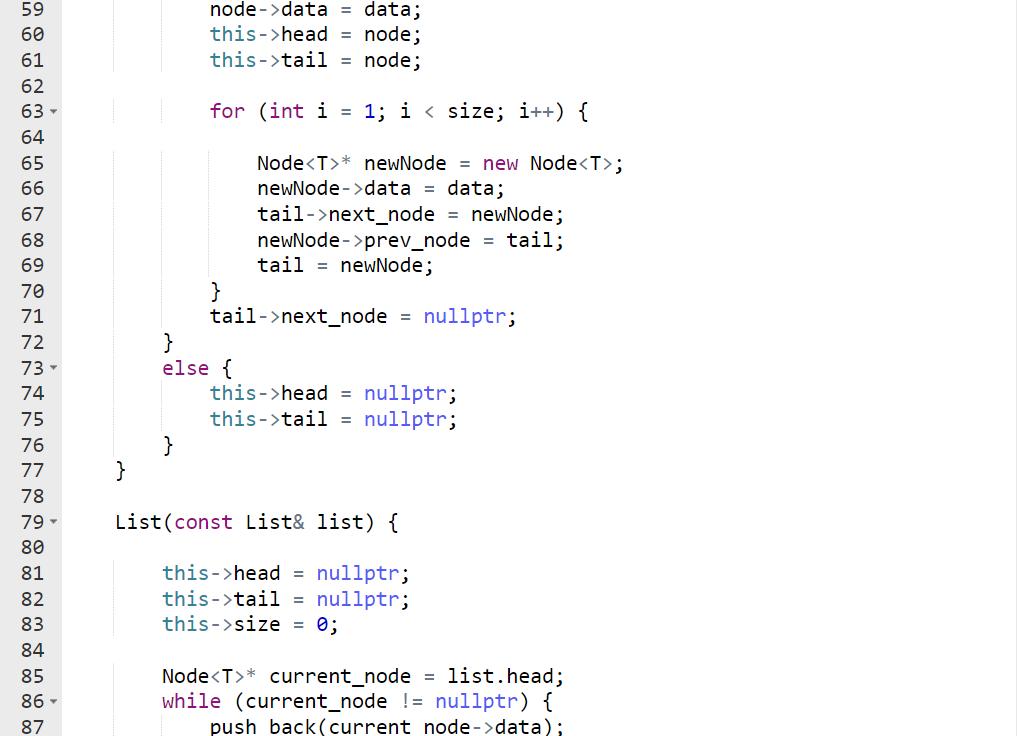 59 node->data = data;
60 this->head = node;
61 this->tail = node;
62
63 for (int i = 1; i < size; i++) {
64
65 Node<T>* newNode = new Node<T>;
66 newNode->data = data;
67 tail->next_node = newNode;
68 newNode->prev_node = tail;
69 tail = newNode;
70 }
71 tail->next_node = nullptr;
72 }
73 else {
74 this->head = nullptr;
75 this->tail = nullptr;
76 }
77 }
78
79 List(const List& list) {
80
81 this->head = nullptr;
82 this->tail = nullptr;
83 this->size = 0;
84
85 Node<T>* current_node = list.head;
86 while (current_node != nullptr) {
87 push_back(current_node->data);